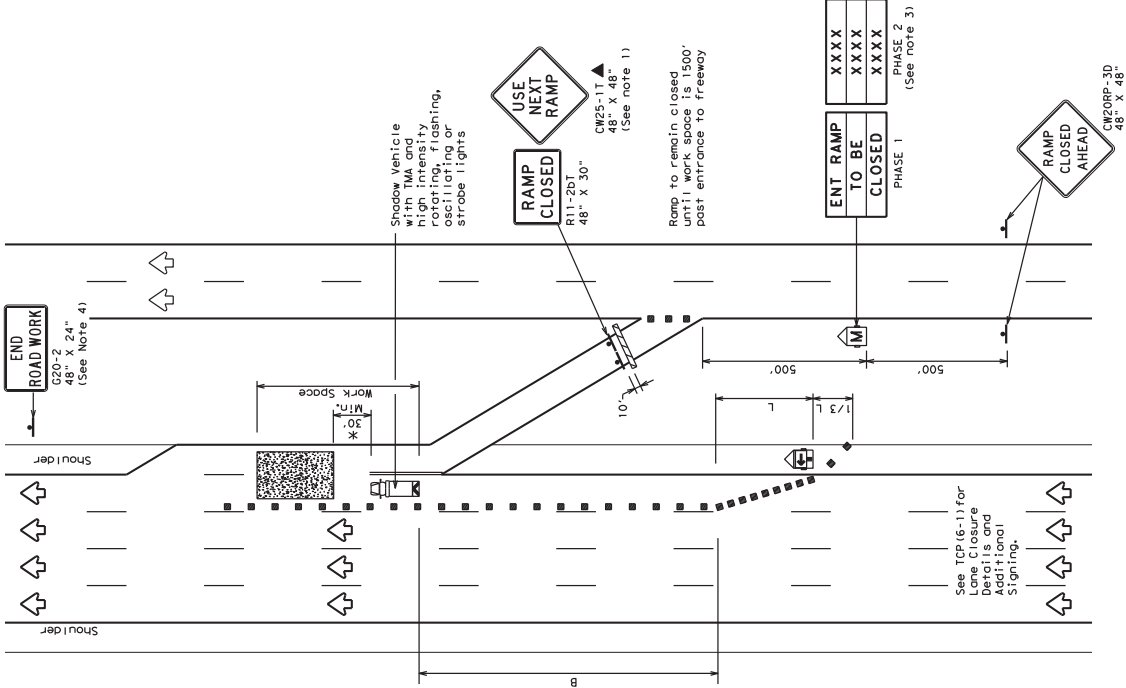 XXXX
XXXX
XXXX
PHASE 2
(See note 3)
ENT RAMP
TO BE
CLOSED
PHASE 1
USE
NEXT
RAMP
CW25-1T
48" X 48"
(See note 1)
RAMP
CLOSED
R11-2bT
48" X 30"
Ramp to remain closed
until work space is 1500'
past entrance to freeway
Shadow Vehicle
with TMA and
high intensity
rotating, flashing,
oscillating or
strobe lights
RAMP
CLOSED
AHEAD
CW20RP-3D
48" X 48"
END
ROAD WORK
G20-2
48" X 24"
(See Note 4)
M
500'
500'
Work Space
Min.
30'
*
10'
L
1/3 L
Shoulder
See TCP(6-1)for
Lane Closure
Details and
Additional
Signing.
Shoulder
B